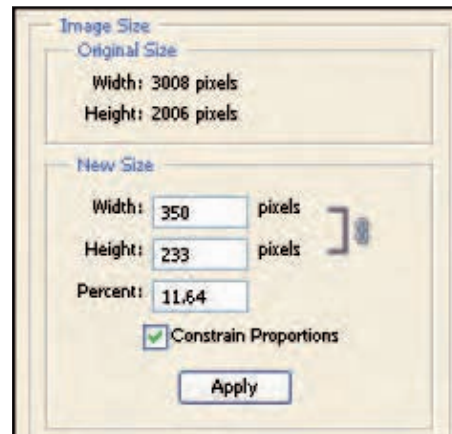 Image Size
Original Size
Width: 3008 pixels
Height: 2006 pixels
New Size
Width: 350 pixels
Height: 233 pixels
Percent: 11.64
Constrain Proportions
Apply